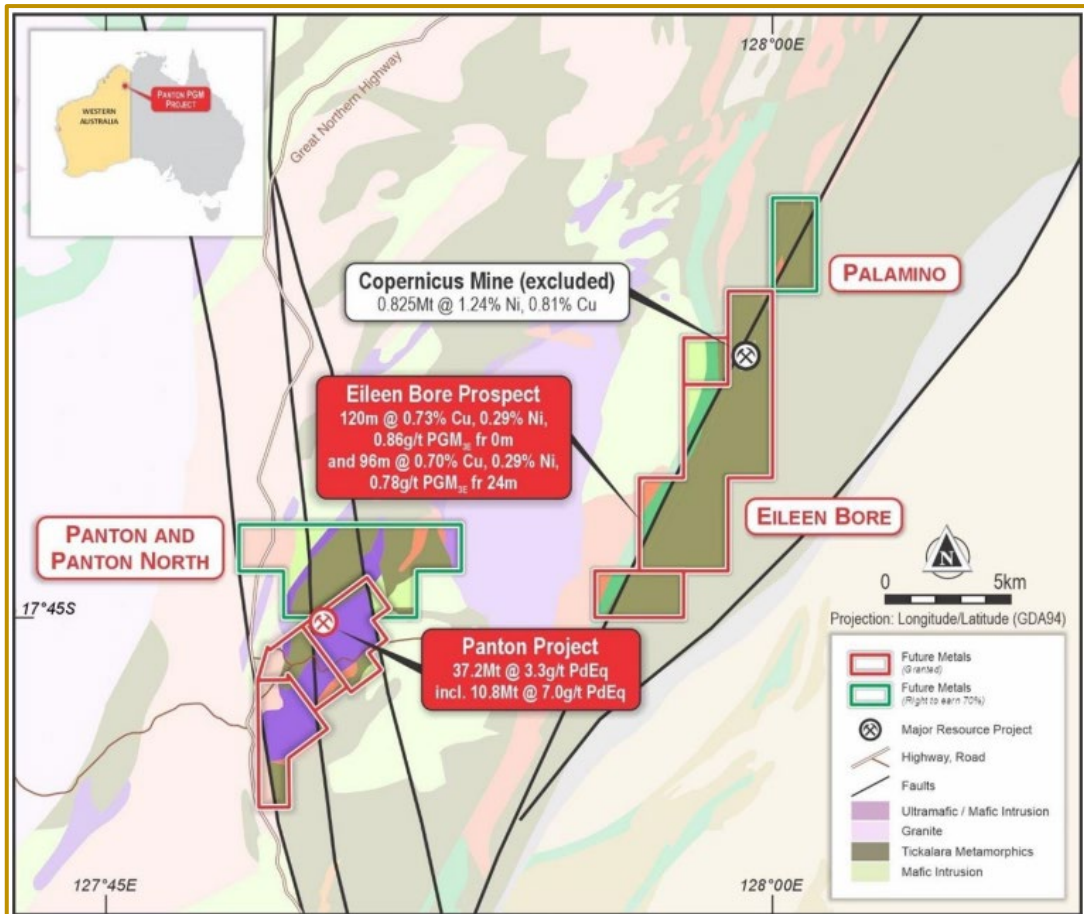 128°00'E
PANTON PGM
PROJECT
WESTERN
AUSTRALIA
Great Northern Highway
PALAMINO
Copernicus Mine (excluded)
0.825Mt @ 1.24% Ni, 0.81% Cu
Eileen Bore Prospect
120m @ 0.73% Cu, 0.29% Ni,
0.86g/t PGM3E fr 0m
and 96m @ 0.70% Cu, 0.29% Ni,
0.78g/t PGM3E fr 24m
EILEEN BORE
PANTON AND
PANTON NORTH
N
0 5km
17°45'S
Projection: Longitude/Latitude (GDA94)
Panton Project
37.2Mt @ 3.3g/t PdEq
incl. 10.8Mt @ 7.0g/t PdEq
Future Metals
(Granted)
Future Metals
(Right to earn 70%)
Major Resource Project
Highway, Road
Faults
Ultramafic / Mafic Intrusion
Granite
Tickalara Metamorphics
Mafic Intrusion
127°45'E
128°00'E